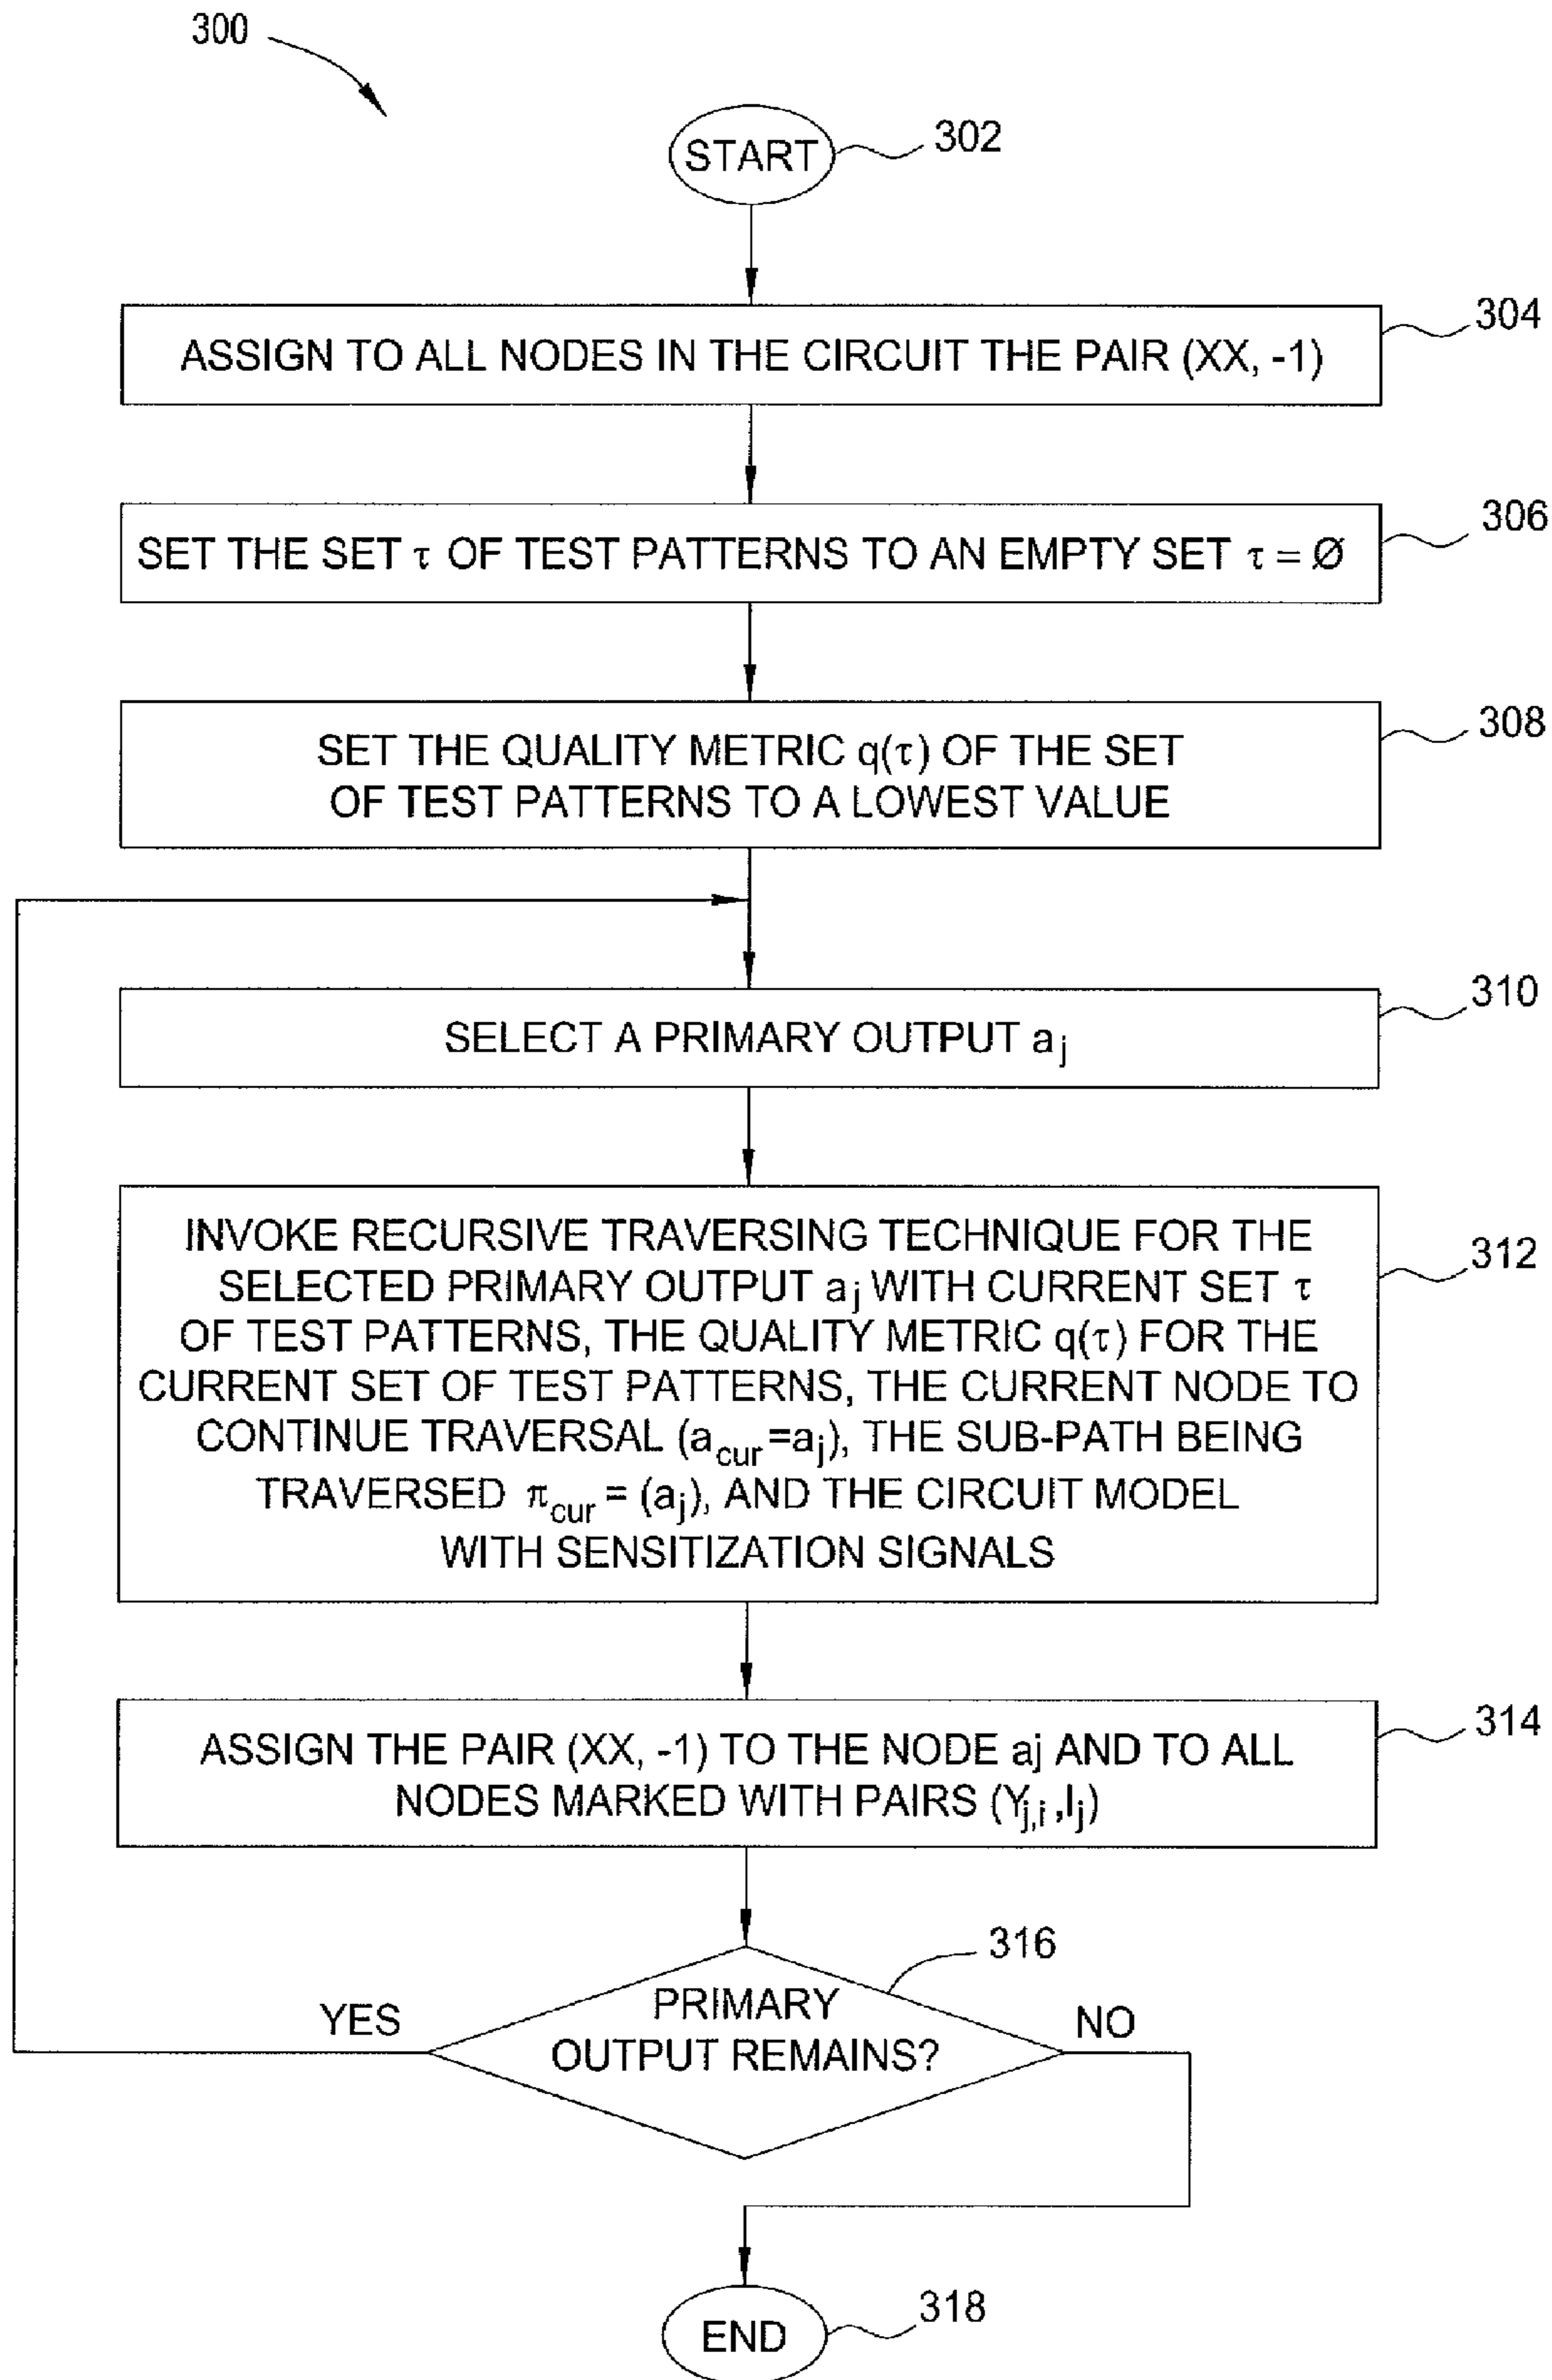 300
START
302
304
ASSIGN TO ALL NODES IN THE CIRCUIT THE PAIR (XX, -1)
306
SET THE SET τ OF TEST PATTERNS TO AN EMPTY SET τ = Ø
308
SET THE QUALITY METRIC q(τ) OF THE SET
OF TEST PATTERNS TO A LOWEST VALUE
310
SELECT A PRIMARY OUTPUT aj
312
INVOKE RECURSIVE TRAVERSING TECHNIQUE FOR THE
SELECTED PRIMARY OUTPUT aj WITH CURRENT SET τ
OF TEST PATTERNS, THE QUALITY METRIC q(τ) FOR THE
CURRENT SET OF TEST PATTERNS, THE CURRENT NODE TO
CONTINUE TRAVERSAL (acur=aj), THE SUB-PATH BEING
TRAVERSED πcur = (aj), AND THE CIRCUIT MODEL
WITH SENSITIZATION SIGNALS
314
ASSIGN THE PAIR (XX, -1) TO THE NODE aj AND TO ALL
NODES MARKED WITH PAIRS (Yj,i ,Ij)
316
YES
PRIMARY
OUTPUT REMAINS?
NO
END
318